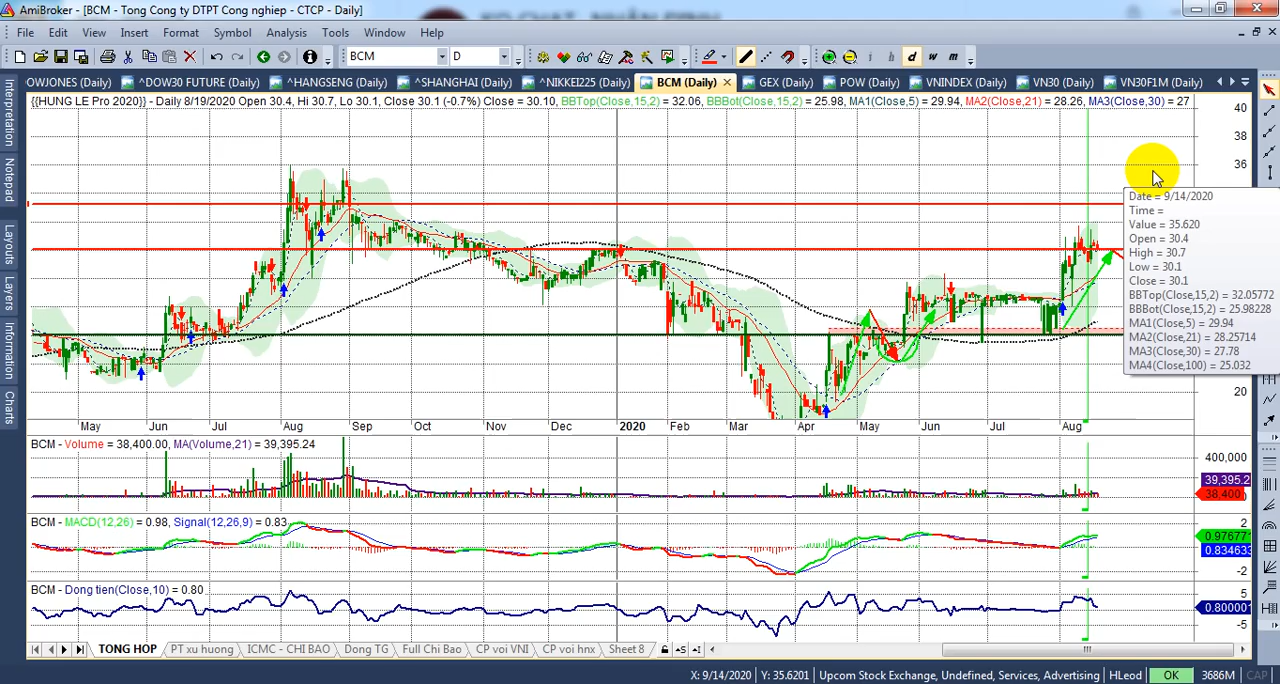 AmiBroker - [BCM - Tong Cong ty DTPT Cong nghiep - CTCP - Daily]
File Edit View Insert Format Symbol Analysis Tools Window Help
BCM D d w m
OWJONES (Daily) ^DOW30 FUTURE (Daily) ^HANGSENG (Daily) ^SHANGHAI (Daily) ^NIKKEI225 (Daily) BCM (Daily) GEX (Daily) POW (Daily) VNINDEX (Daily) VN30 (Daily) VN30F1M (Daily)
{{HUNG LE Pro 2020}} - Daily 8/19/2020 Open 30.4, Hi 30.7, Lo 30.1, Close 30.1 (-0.7%) Close = 30.10, BBTop(Close,15,2) = 32.06, BBBot(Close,15,2) = 25.98, MA1(Close,5) = 29.94, MA2(Close,21) = 28.26, MA3(Close,30) = 27
Interpretation
Notepad
Layouts
Layers
Information
Charts
40
38
36
20
Date = 9/14/2020
Time =
Value = 35.620
Open = 30.4
High = 30.7
Low = 30.1
Close = 30.1
BBTop(Close,15,2) = 32.05772
BBBot(Close,15,2) = 25.98228
MA1(Close,5) = 29.94
MA2(Close,21) = 28.25714
MA3(Close,30) = 27.78
MA4(Close,100) = 25.032
May Jun Jul Aug Sep Oct Nov Dec 2020 Feb Mar Apr May Jun Jul Aug
BCM - Volume = 38,400.00, MA(Volume,21) = 39,395.24
400,000
39,395.2
38,400
BCM - MACD(12,26) = 0.98, Signal(12,26,9) = 0.83
2
0.97677
0.834633
-2
BCM - Dong tien(Close,10) = 0.80
5
0.80000
-5
TONG HOP PT xu huong ICMC - CHI BAO Dong TG Full Chi Bao CP voi VNI CP voi hnx Sheet 8
X: 9/14/2020 Y: 35.6201 Upcom Stock Exchange, Undefined, Services, Advertising HLeod OK 3686M CAP